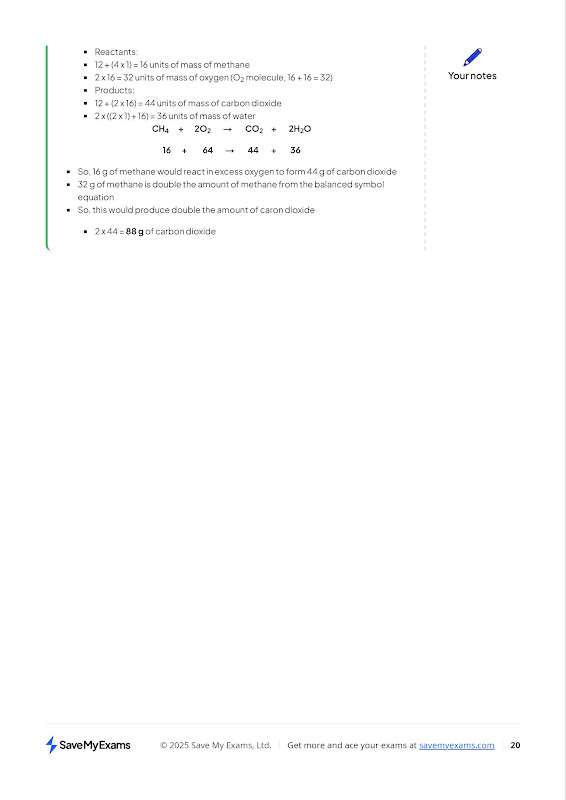 Reactants:
12 + (4 x 1) = 16 units of mass of methane
2 x 16 = 32 units of mass of oxygen (O₂ molecule, 16 + 16 = 32)
Products:
12 + (2 x 16) = 44 units of mass of carbon dioxide
2 x ((2 x 1) + 16) = 36 units of mass of water
CH₄ + 2O₂ → CO₂ + 2H₂O
16 + 64 → 44 + 36
So, 16 g of methane would react in excess oxygen to form 44 g of carbon dioxide
32 g of methane is double the amount of methane from the balanced symbol
equation
So, this would produce double the amount of caron dioxide
2 x 44 = 88 g of carbon dioxide
Your notes
SaveMyExams
© 2025 Save My Exams, Ltd. | Get more and ace your exams at savemyexams.com | 20